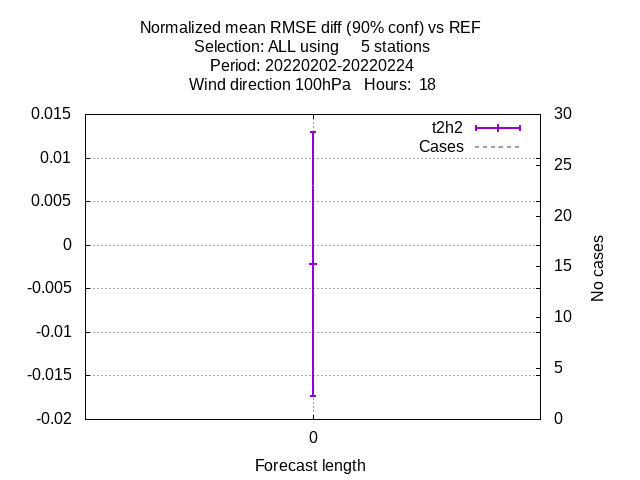 Normalized mean RMSE diff (90% conf) vs REF
Selection: ALL using     5 stations
Period: 20220202-20220224
Wind direction 100hPa   Hours:  18
0.015
0.01
0.005
0
-0.005
-0.01
-0.015
-0.02
30
25
20
15
10
5
0
t2h2
Cases
No cases
0
Forecast length